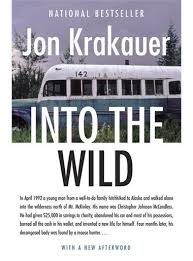 NATIONAL BESTSELLER
Jon Krakauer
142
INTO THE
WILD
In April 1992 a young man from a well-to-do family hitchhiked to Alaska and walked alone
into the wilderness north of Mt. McKinley. His name was Christopher Johnson McCandless.
He had given $25,000 in savings to charity, abandoned his car and most of his possessions,
burned all the cash in his wallet, and invented a new life for himself. Four months later, his
decomposed body was found by a moose hunter. . . .
WITH A NEW AFTERWORD